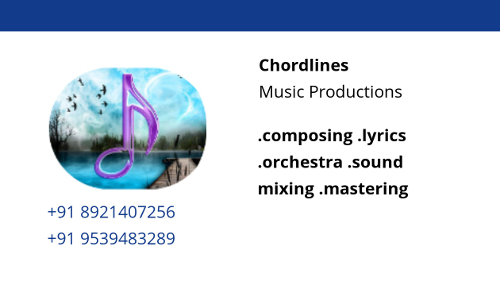 Chordlines
Music Productions
.composing .lyrics
.orchestra .sound
mixing .mastering
+91 8921407256
+91 9539483289